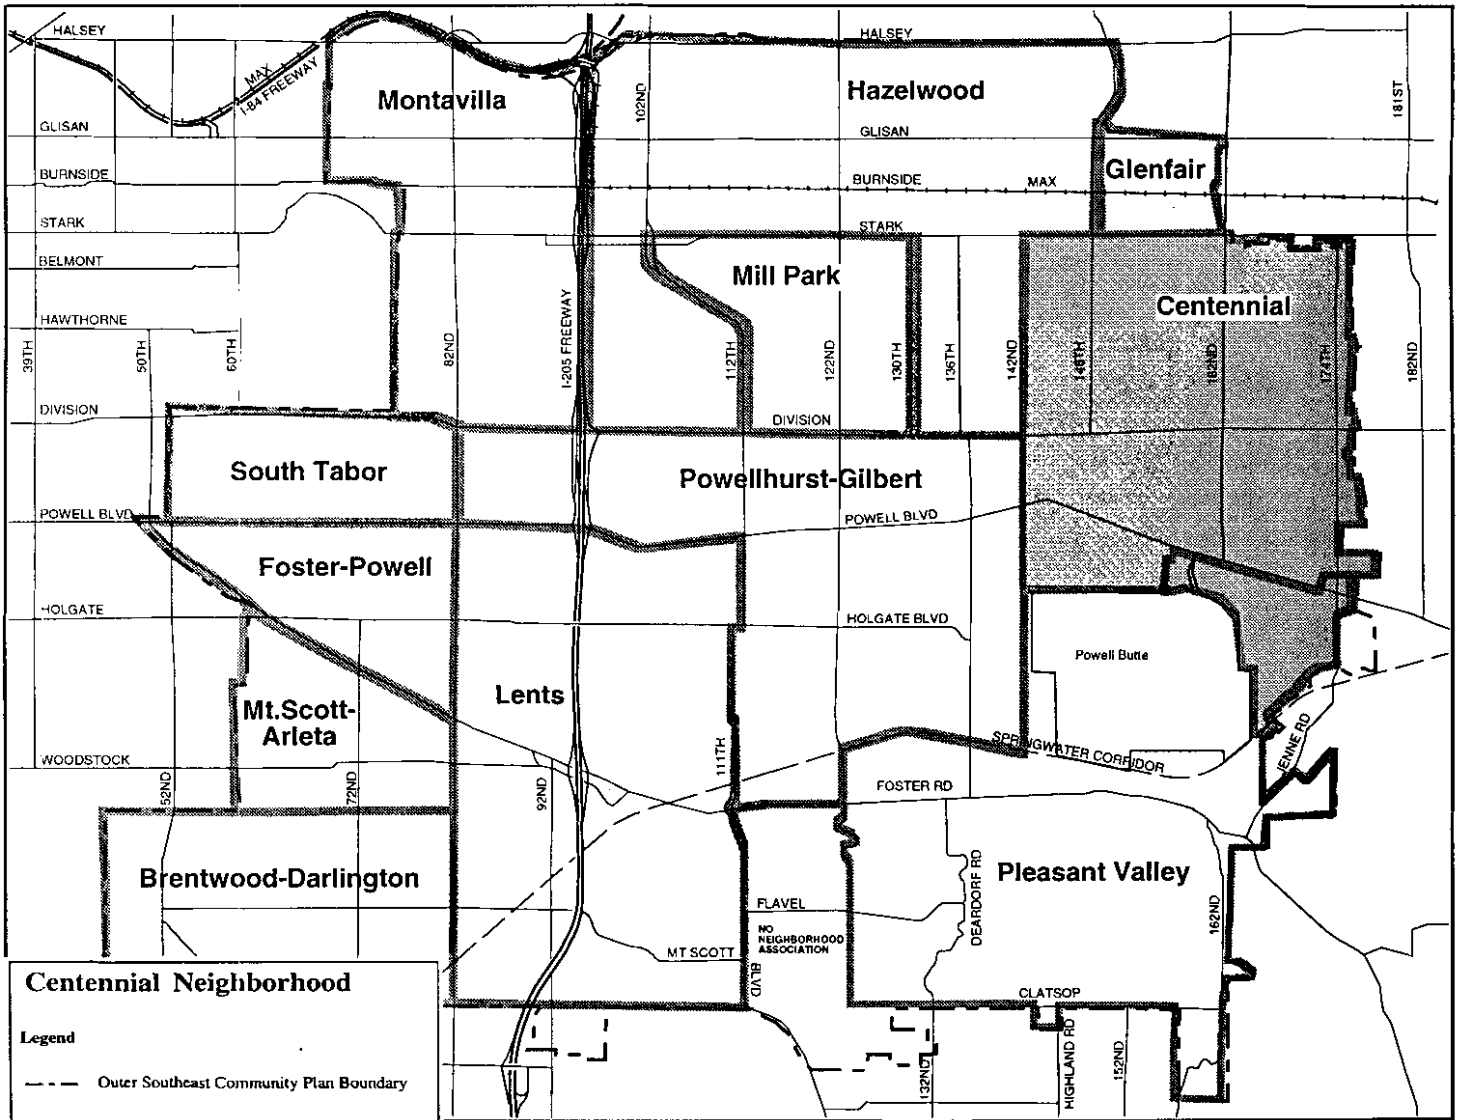 HALSEY
HALSEY
MAX
I-84 FREEWAY
102ND
181ST
Montavilla
Hazelwood
GLISAN
GLISAN
Glenfair
BURNSIDE
BURNSIDE
MAX
STARK
STARK
BELMONT
Mill Park
Centennial
HAWTHORNE
39TH
50TH
60TH
82ND
I-205 FREEWAY
112TH
122ND
130TH
136TH
142ND
148TH
162ND
174TH
182ND
DIVISION
DIVISION
South Tabor
Powellhurst-Gilbert
POWELL BLVD
POWELL BLVD
Foster-Powell
HOLGATE
HOLGATE BLVD
Powell Butte
Lents
Mt.Scott-
Arleta
111TH
SPRINGWATER CORRIDOR
JENNE RD
WOODSTOCK
52ND
72ND
92ND
FOSTER RD
Brentwood-Darlington
Pleasant Valley
DEARDORF RD
162ND
FLAVEL
NO
NEIGHBORHOOD
ASSOCIATION
MT SCOTT
BLVD
CLATSOP
132ND
HIGHLAND RD
152ND
Centennial Neighborhood
Legend
Outer Southeast Community Plan Boundary